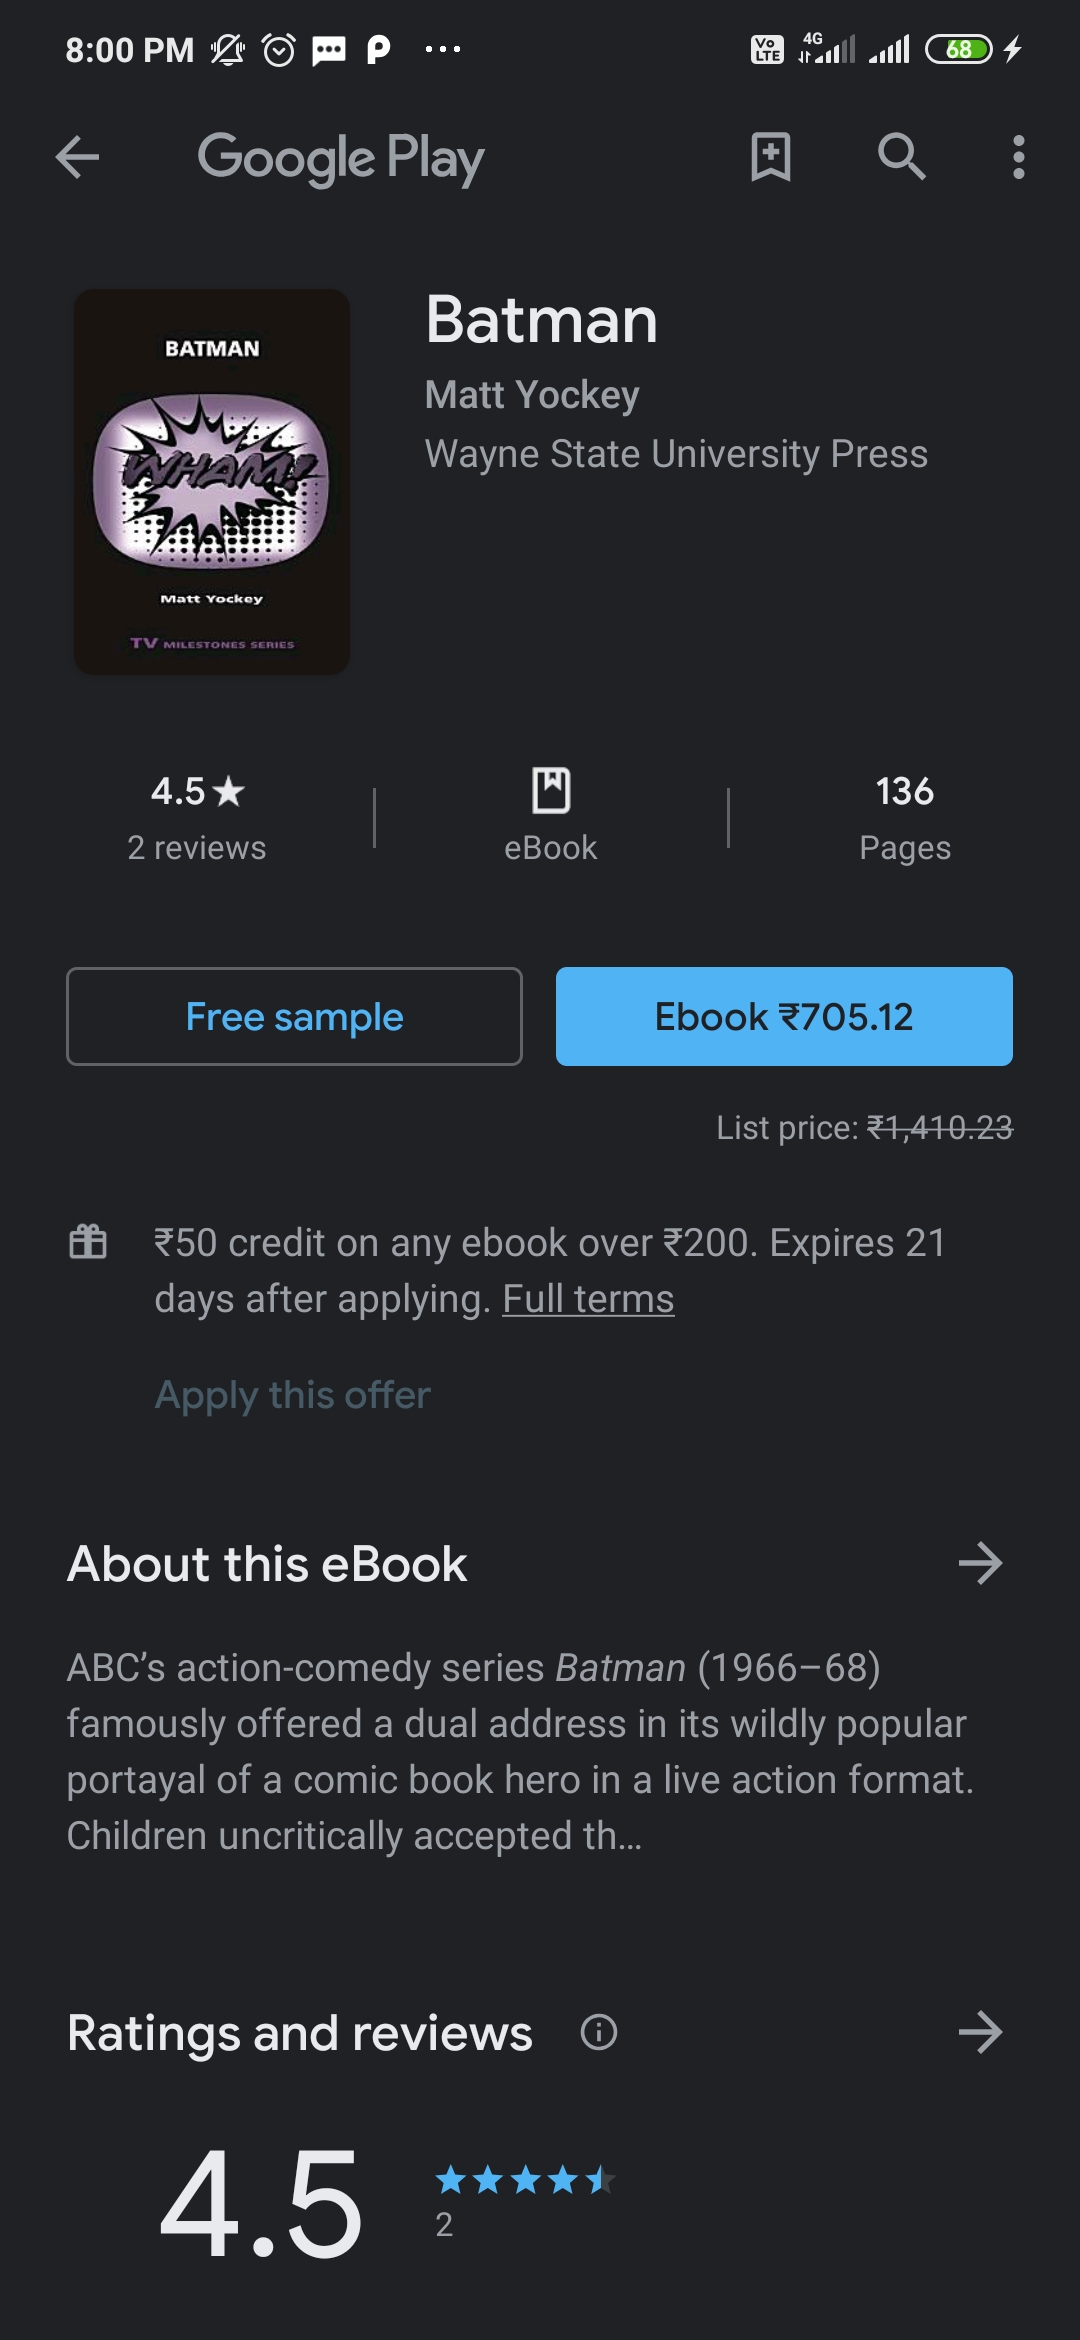 8:00 PM
Vo LTE 4G 68
Google Play
BATMAN
WHAM!
Matt Yockey
TV MILESTONES SERIES
Batman
Matt Yockey
Wayne State University Press
4.5★
2 reviews
eBook
136
Pages
Free sample
Ebook ₹705.12
List price: ₹1,410.23
₹50 credit on any ebook over ₹200. Expires 21
days after applying. Full terms
Apply this offer
About this eBook
ABC’s action-comedy series Batman (1966–68)
famously offered a dual address in its wildly popular
portayal of a comic book hero in a live action format.
Children uncritically accepted th…
Ratings and reviews
4.5
2